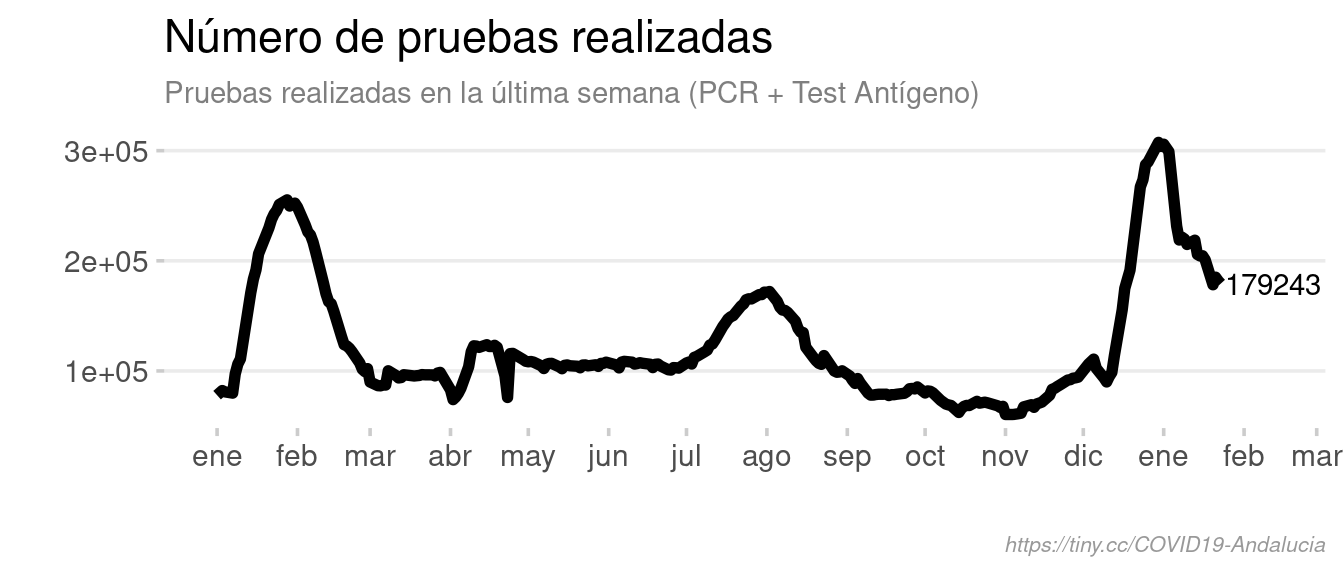 Número de pruebas realizadas
Pruebas realizadas en la última semana (PCR + Test Antígeno)
3e+05
2e+05
179243
1e+05
ene feb mar abr may jun jul ago sep oct nov dic ene feb mar
https://tiny.cc/COVID19-Andalucia